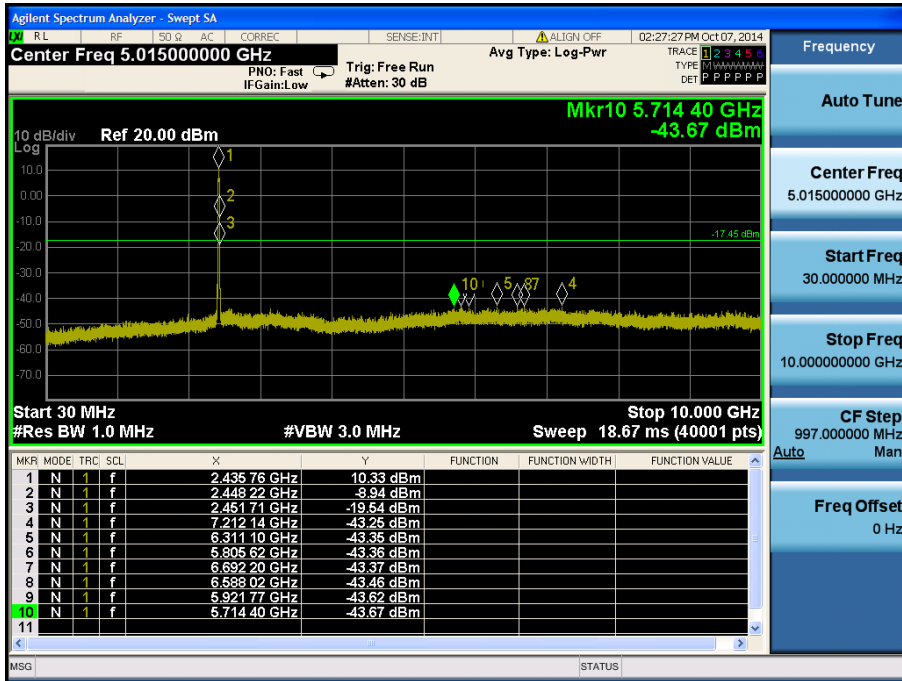 Agilent Spectrum Analyzer - Swept SA
LXI RL RF 50 Ω AC CORREC SENSE:INT ALIGN OFF 02:27:27 PM Oct 07, 2014
Center Freq 5.015000000 GHz Avg Type: Log-Pwr TRACE 1 2 3 4 5 6
PNO: Fast Trig: Free Run TYPE M W W W W W
IFGain:Low #Atten: 30 dB DET P P P P P P
Mkr10 5.714 40 GHz
-43.67 dBm
10 dB/div Ref 20.00 dBm
Log
10.0
0.00
-10.0
-20.0
-30.0
-40.0
-50.0
-60.0
-70.0
1
2
3
-17.45 dBm
10 5 8 7 4
Start 30 MHz Stop 10.000 GHz
#Res BW 1.0 MHz #VBW 3.0 MHz Sweep 18.67 ms (40001 pts)
MKR MODE TRC SCL X Y FUNCTION FUNCTION WIDTH FUNCTION VALUE
1 N 1 f 2.435 76 GHz 10.33 dBm
2 N 1 f 2.448 22 GHz -8.94 dBm
3 N 1 f 2.451 71 GHz -19.54 dBm
4 N 1 f 7.212 14 GHz -43.25 dBm
5 N 1 f 6.311 10 GHz -43.35 dBm
6 N 1 f 5.805 62 GHz -43.36 dBm
7 N 1 f 6.692 20 GHz -43.37 dBm
8 N 1 f 6.588 02 GHz -43.46 dBm
9 N 1 f 5.921 77 GHz -43.62 dBm
10 N 1 f 5.714 40 GHz -43.67 dBm
11
MSG STATUS
Frequency
Auto Tune
Center Freq
5.015000000 GHz
Start Freq
30.000000 MHz
Stop Freq
10.000000000 GHz
CF Step
997.000000 MHz
Auto Man
Freq Offset
0 Hz